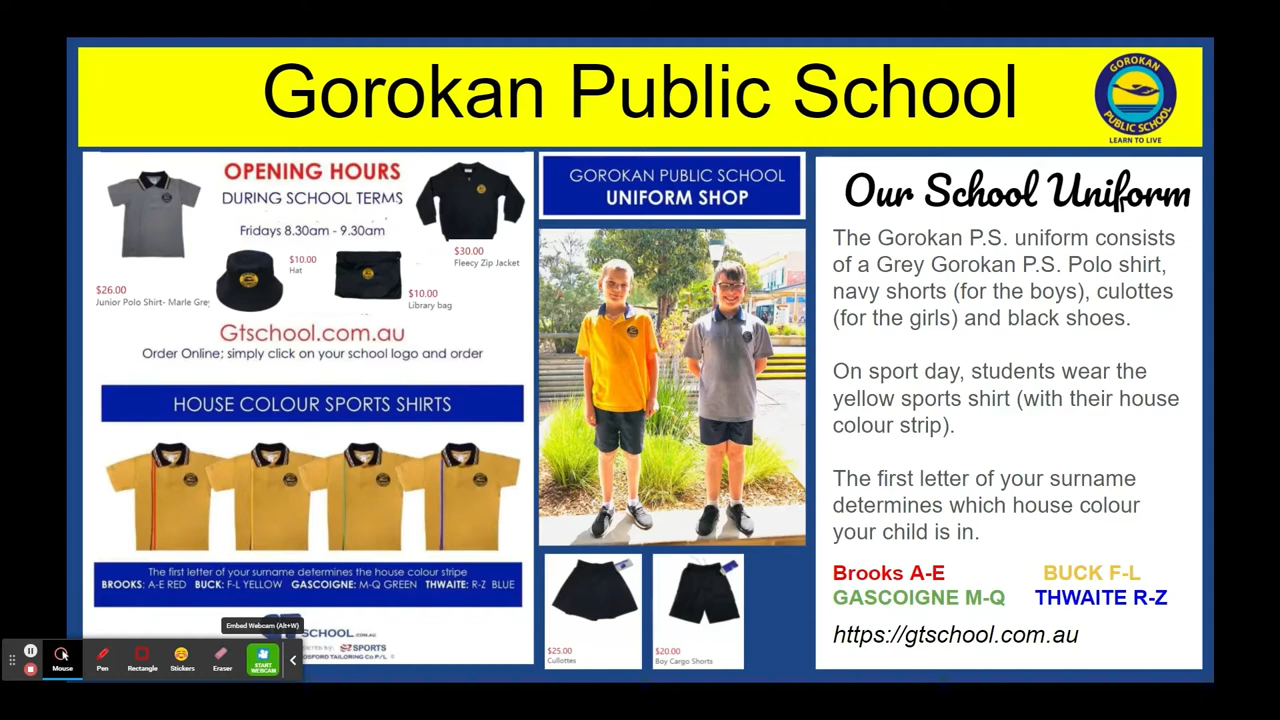 Gorokan Public School
GOROKAN
PUBLIC SCHOOL
LEARN TO LIVE
OPENING HOURS
DURING SCHOOL TERMS
Fridays 8.30am - 9.30am
$26.00
Junior Polo Shirt- Marle Grey
$10.00
Hat
$10.00
Library bag
$30.00
Fleecy Zip Jacket
Gtschool.com.au
Order Online; simply click on your school logo and order
HOUSE COLOUR SPORTS SHIRTS
The first letter of your surname determines the house colour stripe
BROOKS: A-E RED BUCK: F-L YELLOW GASCOIGNE: M-Q GREEN THWAITE: R-Z BLUE
SCHOOL.COM.AU
SPORTS
GOROKAN PUBLIC SCHOOL
UNIFORM SHOP
$25.00
Cullottes
$20.00
Boy Cargo Shorts
Our School Uniform
The Gorokan P.S. uniform consists
of a Grey Gorokan P.S. Polo shirt,
navy shorts (for the boys), culottes
(for the girls) and black shoes.
On sport day, students wear the
yellow sports shirt (with their house
colour strip).
The first letter of your surname
determines which house colour
your child is in.
Brooks A-E BUCK F-L
GASCOIGNE M-Q THWAITE R-Z
https://gtschool.com.au
Embed Webcam (Alt+W)
Mouse
Pen
Rectangle
Stickers
Eraser
START
WEBCAM